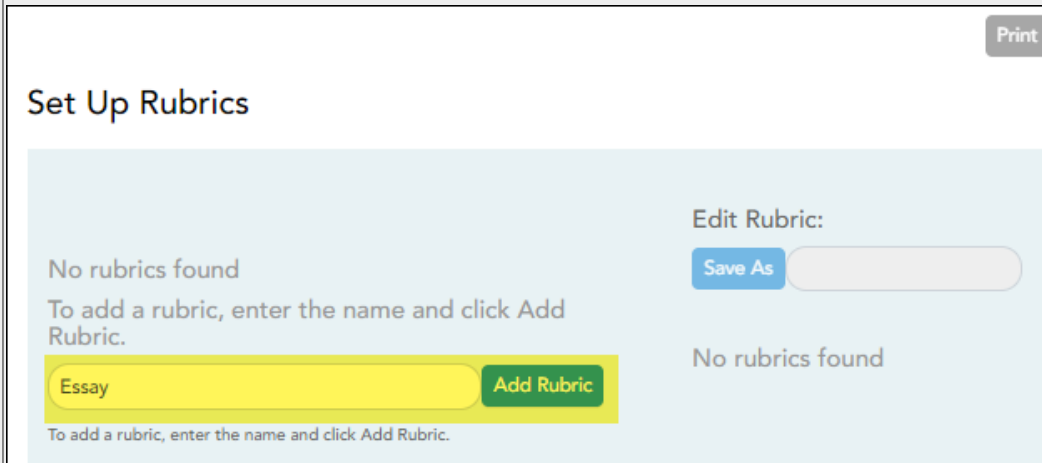 Print
Set Up Rubrics
No rubrics found
To add a rubric, enter the name and click Add
Rubric.
Essay
Add Rubric
To add a rubric, enter the name and click Add Rubric.
Edit Rubric:
Save As
No rubrics found